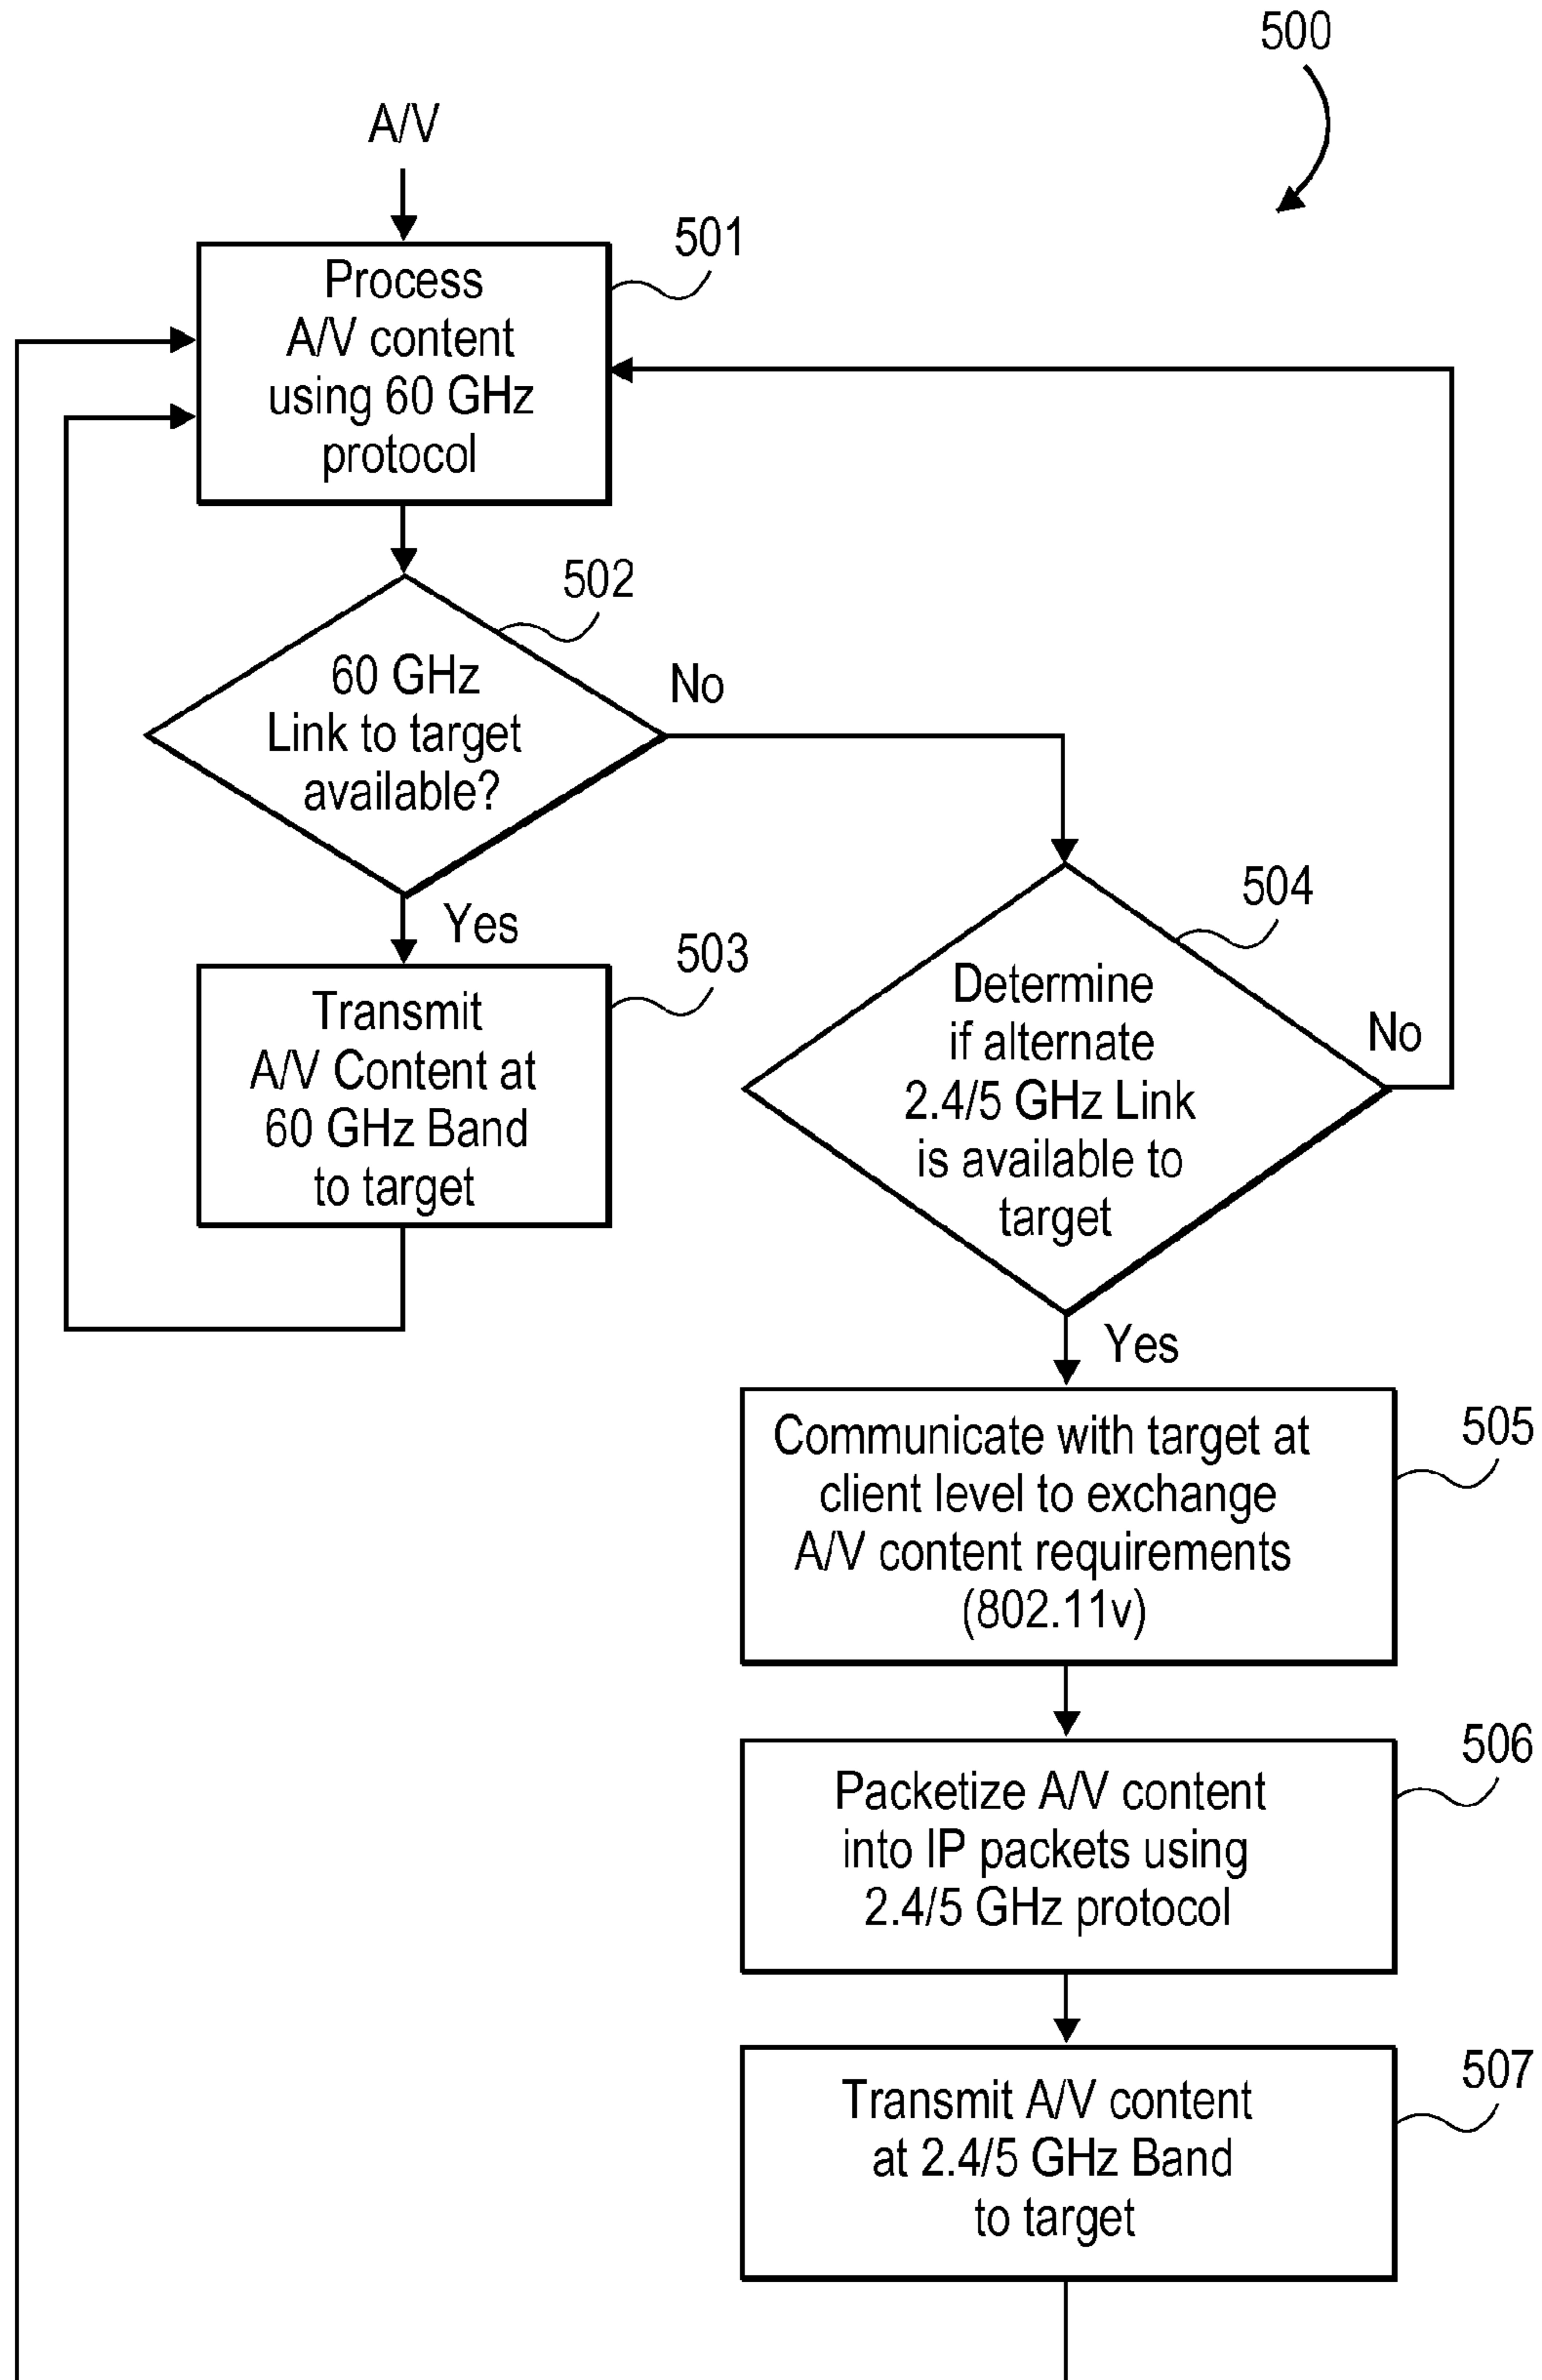 500
A/V
501
Process
A/V content
using 60 GHz
protocol
502
60 GHz
Link to target
available?
No
Yes
503
Transmit
A/V Content at
60 GHz Band
to target
504
Determine
if alternate
2.4/5 GHz Link
is available to
target
No
Yes
505
Communicate with target at
client level to exchange
A/V content requirements
(802.11v)
506
Packetize A/V content
into IP packets using
2.4/5 GHz protocol
507
Transmit A/V content
at 2.4/5 GHz Band
to target